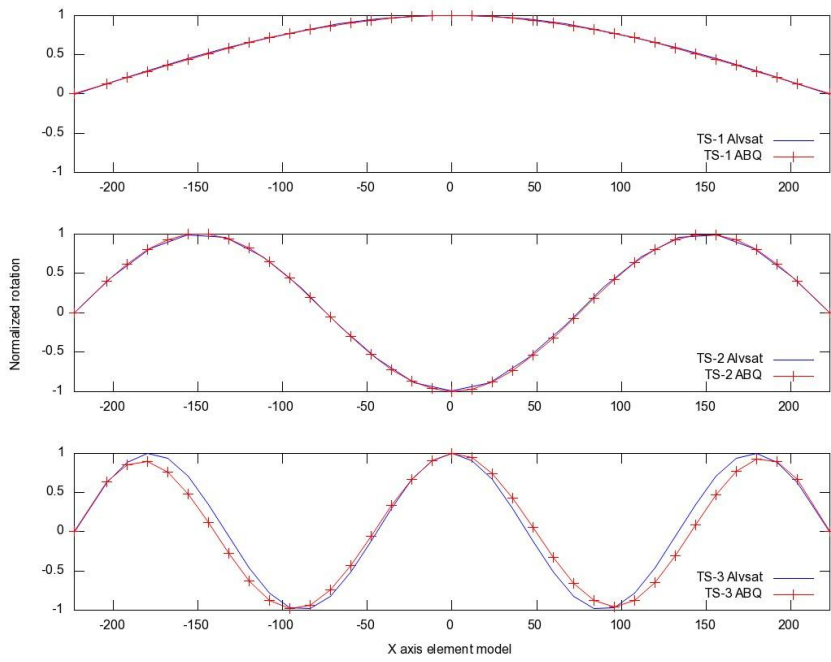 1
0.5
0
-0.5
-1
TS-1 Alvsat
TS-1 ABQ
-200 -150 -100 -50 0 50 100 150 200
Normalized rotation
1
0.5
0
-0.5
-1
TS-2 Alvsat
TS-2 ABQ
-200 -150 -100 -50 0 50 100 150 200
1
0.5
0
-0.5
-1
TS-3 Alvsat
TS-3 ABQ
-200 -150 -100 -50 0 50 100 150 200
X axis element model